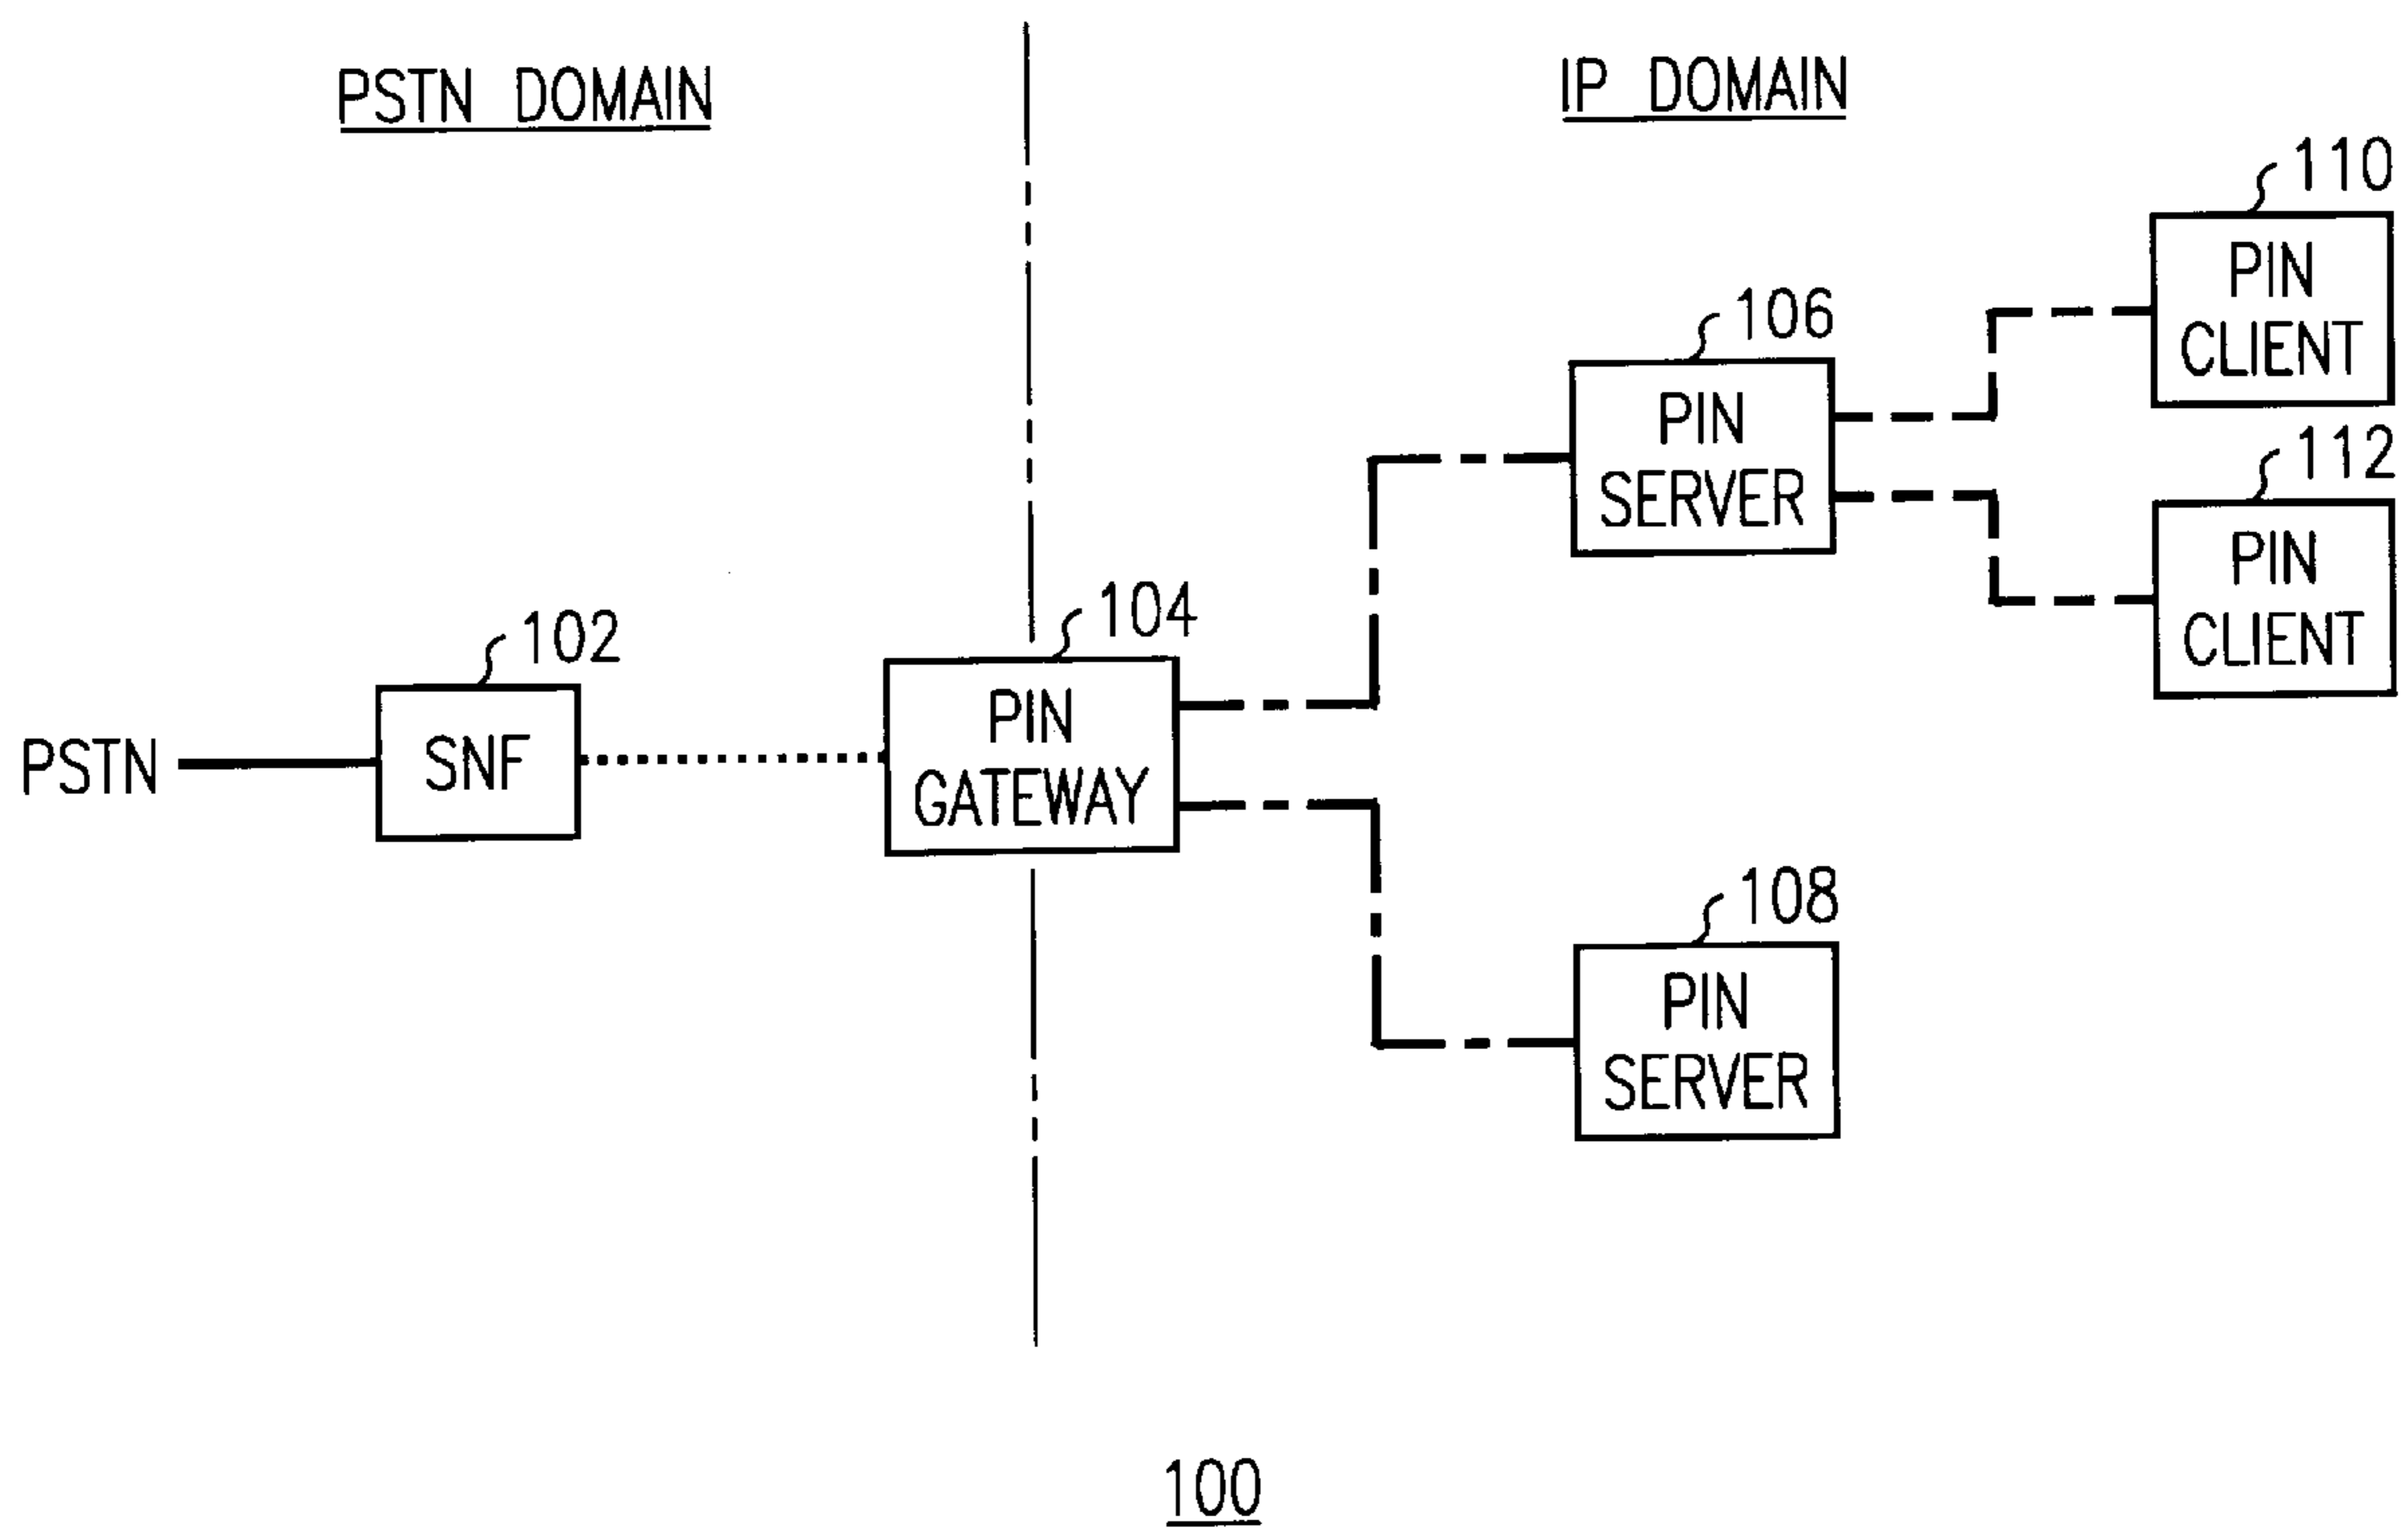 PSTN DOMAIN
IP DOMAIN
110
PIN
CLIENT
106
PIN
SERVER
112
PIN
CLIENT
104
PIN
GATEWAY
102
SNF
PSTN
108
PIN
SERVER
100